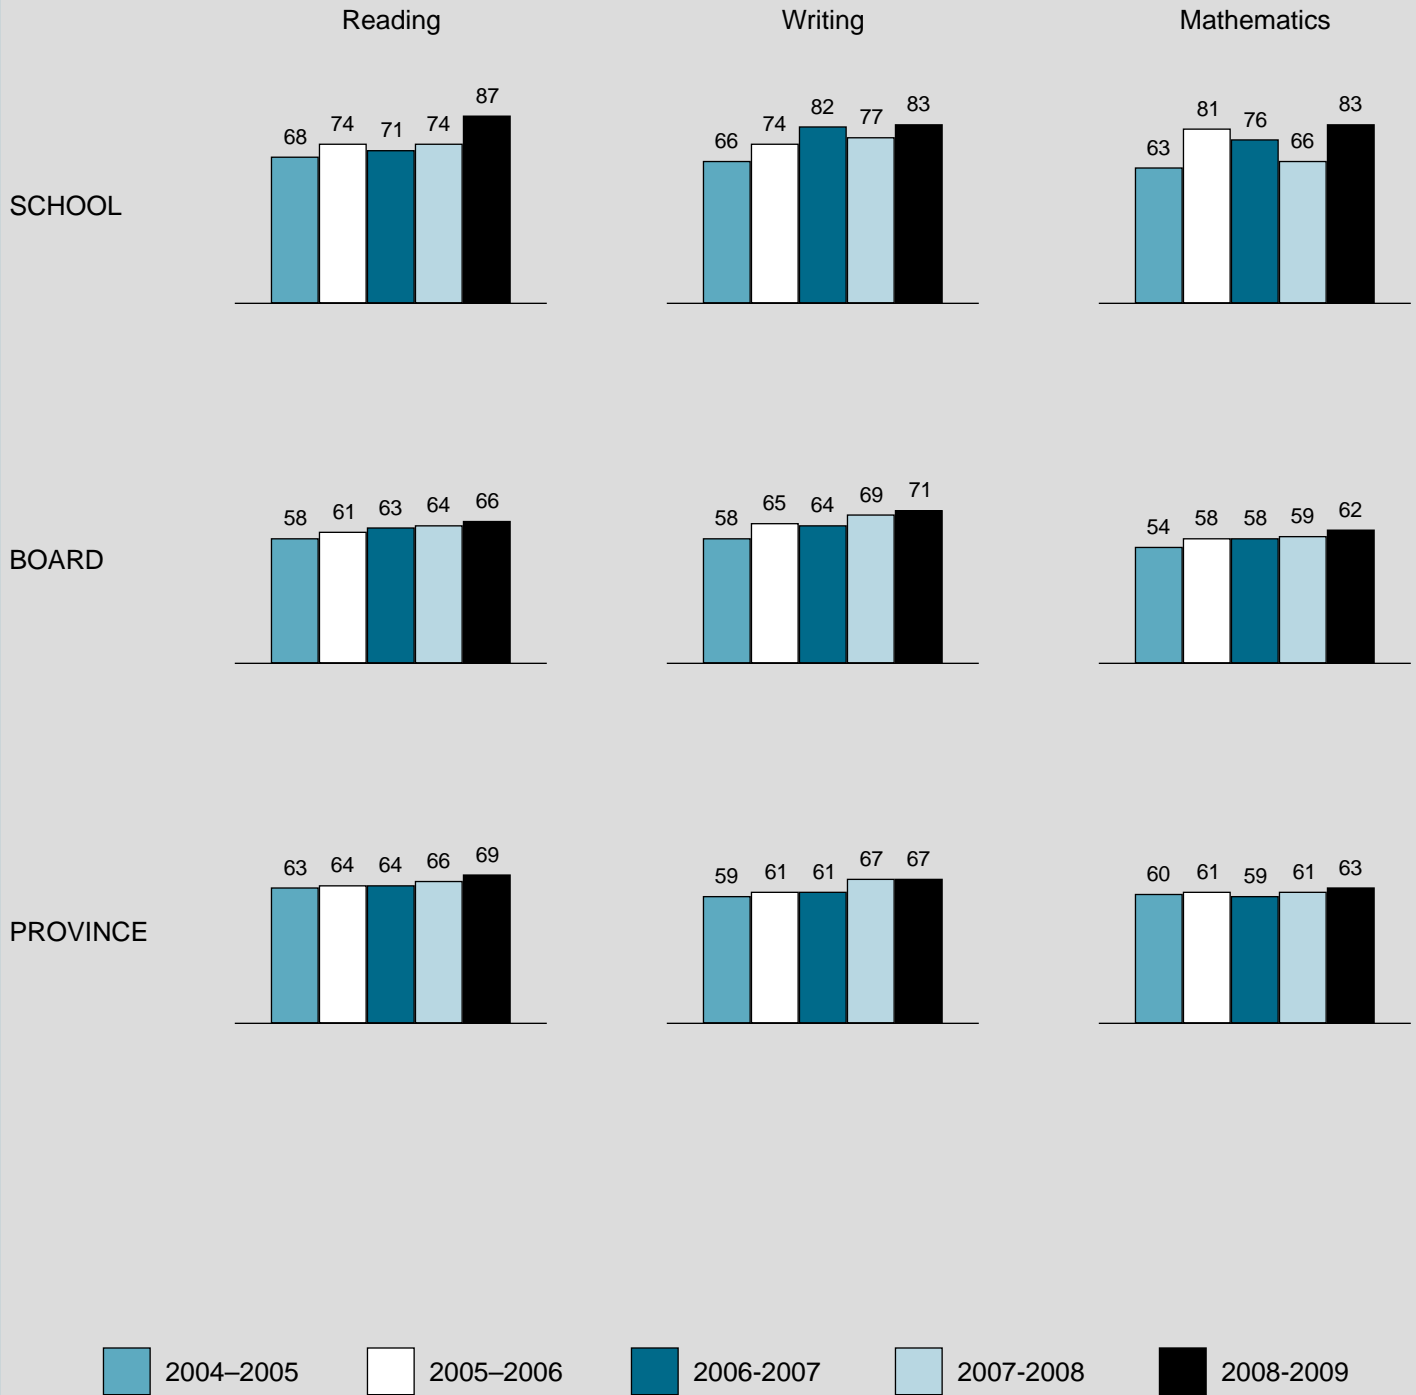 Reading Writing Mathematics
SCHOOL
68 74 71 74 87
66 74 82 77 83
63 81 76 66 83
BOARD
58 61 63 64 66
58 65 64 69 71
54 58 58 59 62
PROVINCE
63 64 64 66 69
59 61 61 67 67
60 61 59 61 63
2004–2005 2005–2006 2006-2007 2007-2008 2008-2009